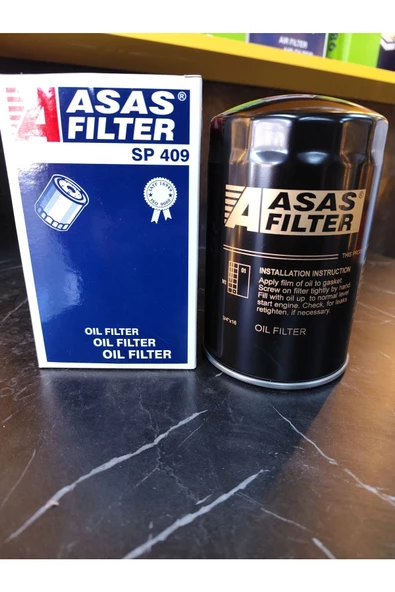 ASAS®
FILTER
SP 409
OIL FILTER
OIL FILTER
OIL FILTER
ASAS®
FILTER
INSTALLATION INSTRUCTION
Apply film of oil to gasket
Screw on filter tightly by hand
Fill with oil up to normal level
start engine. Check, for leaks
retighten, if necessary.
OIL FILTER
AIR FILTER